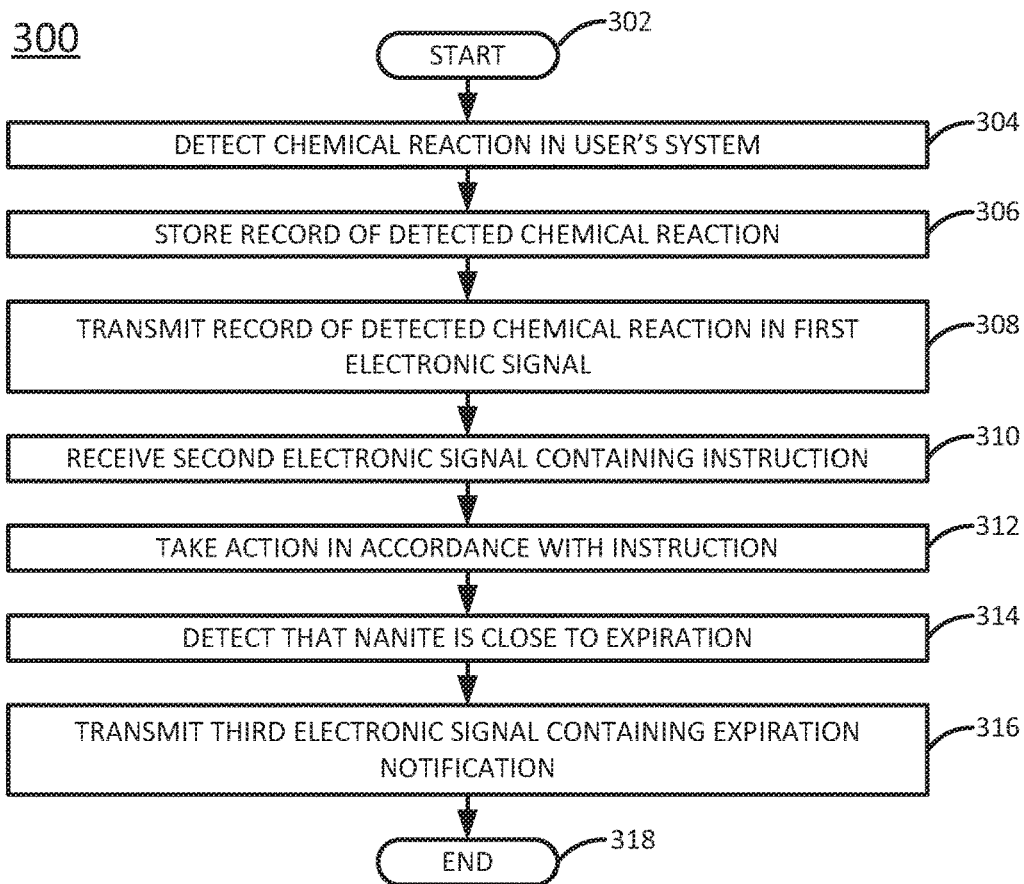 300
302
START
304
DETECT CHEMICAL REACTION IN USER'S SYSTEM
306
STORE RECORD OF DETECTED CHEMICAL REACTION
308
TRANSMIT RECORD OF DETECTED CHEMICAL REACTION IN FIRST
ELECTRONIC SIGNAL
310
RECEIVE SECOND ELECTRONIC SIGNAL CONTAINING INSTRUCTION
312
TAKE ACTION IN ACCORDANCE WITH INSTRUCTION
314
DETECT THAT NANITE IS CLOSE TO EXPIRATION
316
TRANSMIT THIRD ELECTRONIC SIGNAL CONTAINING EXPIRATION
NOTIFICATION
318
END